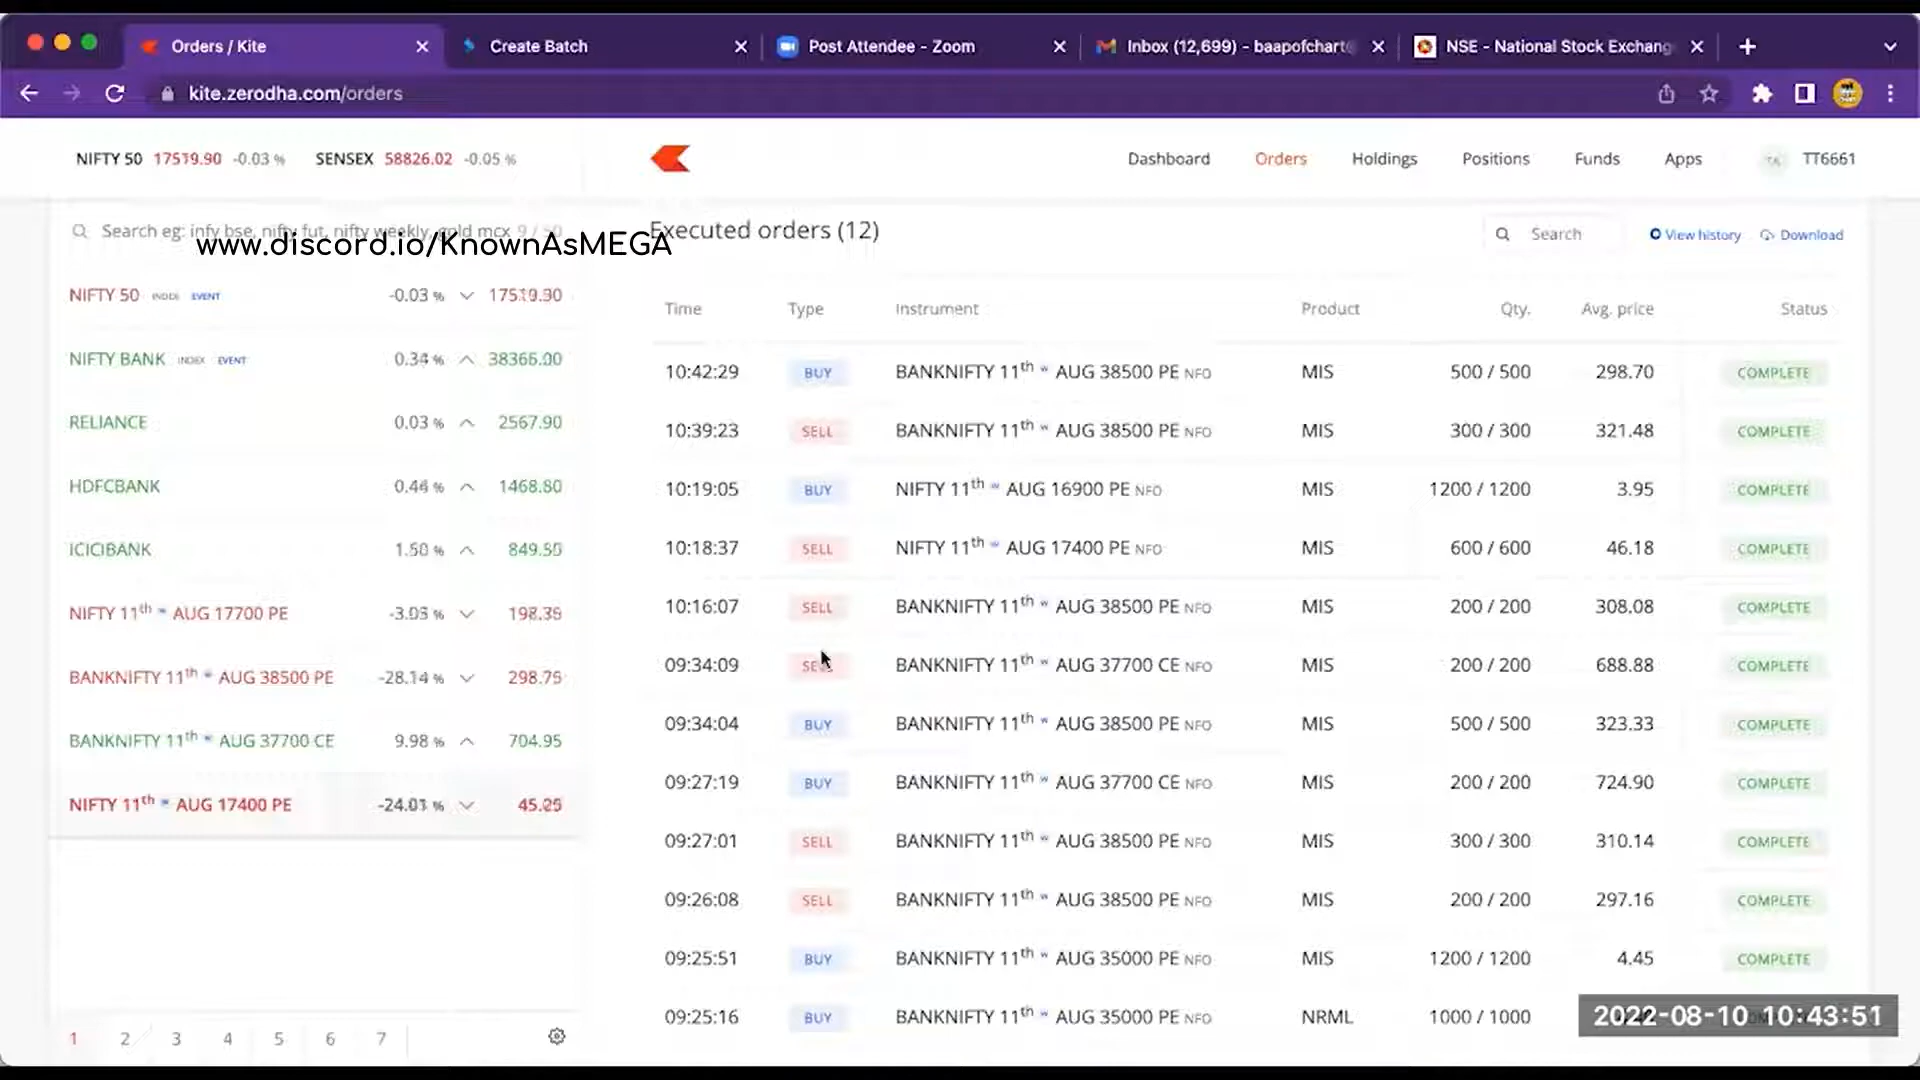 Orders / Kite
Create Batch
Post Attendee - Zoom
Inbox (12,699) - baapofchart
NSE - National Stock Exchang
kite.zerodha.com/orders
NIFTY 50 17519.90 -0.03 % SENSEX 58826.02 -0.05 %
Dashboard Orders Holdings Positions Funds Apps TT6661
Search eg: infy bse, nifty fut, nifty weekly, gold mcx
www.discord.io/KnownAsMEGA
Executed orders (12)
Search View history Download
NIFTY 50 INDEX EVENT -0.03 %
NIFTY BANK INDEX EVENT 0.34 % 38366.00
RELIANCE 0.03 % 2567.90
HDFCBANK 0.46 % 1468.80
ICICIBANK 1.50 %
NIFTY 11th w AUG 17700 PE
BANKNIFTY 11th w AUG 38500 PE -28.14 %
BANKNIFTY 11th w AUG 37700 CE 9.98 % 704.95
NIFTY 11th w AUG 17400 PE
1 2 3 4 5 6 7
Time Type Instrument Product Qty. Avg. price Status
10:42:29 BUY BANKNIFTY 11th w AUG 38500 PE NFO MIS 500 / 500 298.70 COMPLETE
10:39:23 SELL BANKNIFTY 11th w AUG 38500 PE NFO MIS 300 / 300 321.48 COMPLETE
10:19:05 BUY NIFTY 11th w AUG 16900 PE NFO MIS 1200 / 1200 3.95 COMPLETE
10:18:37 SELL NIFTY 11th w AUG 17400 PE NFO MIS 600 / 600 46.18 COMPLETE
10:16:07 SELL BANKNIFTY 11th w AUG 38500 PE NFO MIS 200 / 200 308.08 COMPLETE
09:34:09 SELL BANKNIFTY 11th w AUG 37700 CE NFO MIS 200 / 200 688.88 COMPLETE
09:34:04 BUY BANKNIFTY 11th w AUG 38500 PE NFO MIS 500 / 500 323.33 COMPLETE
09:27:19 BUY BANKNIFTY 11th w AUG 37700 CE NFO MIS 200 / 200 724.90 COMPLETE
09:27:01 SELL BANKNIFTY 11th w AUG 38500 PE NFO MIS 300 / 300 310.14 COMPLETE
09:26:08 SELL BANKNIFTY 11th w AUG 38500 PE NFO MIS 200 / 200 297.16 COMPLETE
09:25:51 BUY BANKNIFTY 11th w AUG 35000 PE NFO MIS 1200 / 1200 4.45 COMPLETE
09:25:16 BUY BANKNIFTY 11th w AUG 35000 PE NFO NRML 1000 / 1000
2022-08-10 10:43:51